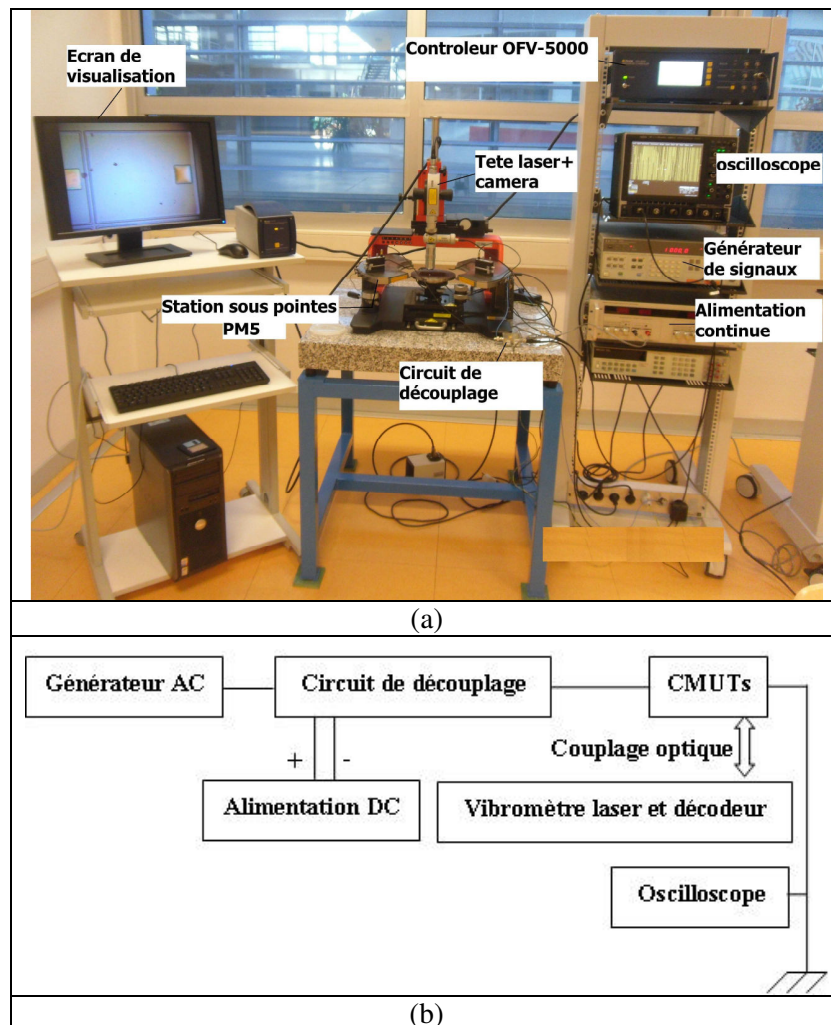 Ecran de
visualisation
Controleur OFV-5000
Tete laser+
camera
oscilloscope
Générateur
de signaux
Station sous pointes
PM5
Alimentation
continue
Circuit de
découplage
(a)
Générateur AC
Circuit de découplage
CMUTs
+
-
Couplage optique
Alimentation DC
Vibromètre laser et décodeur
Oscilloscope
(b)